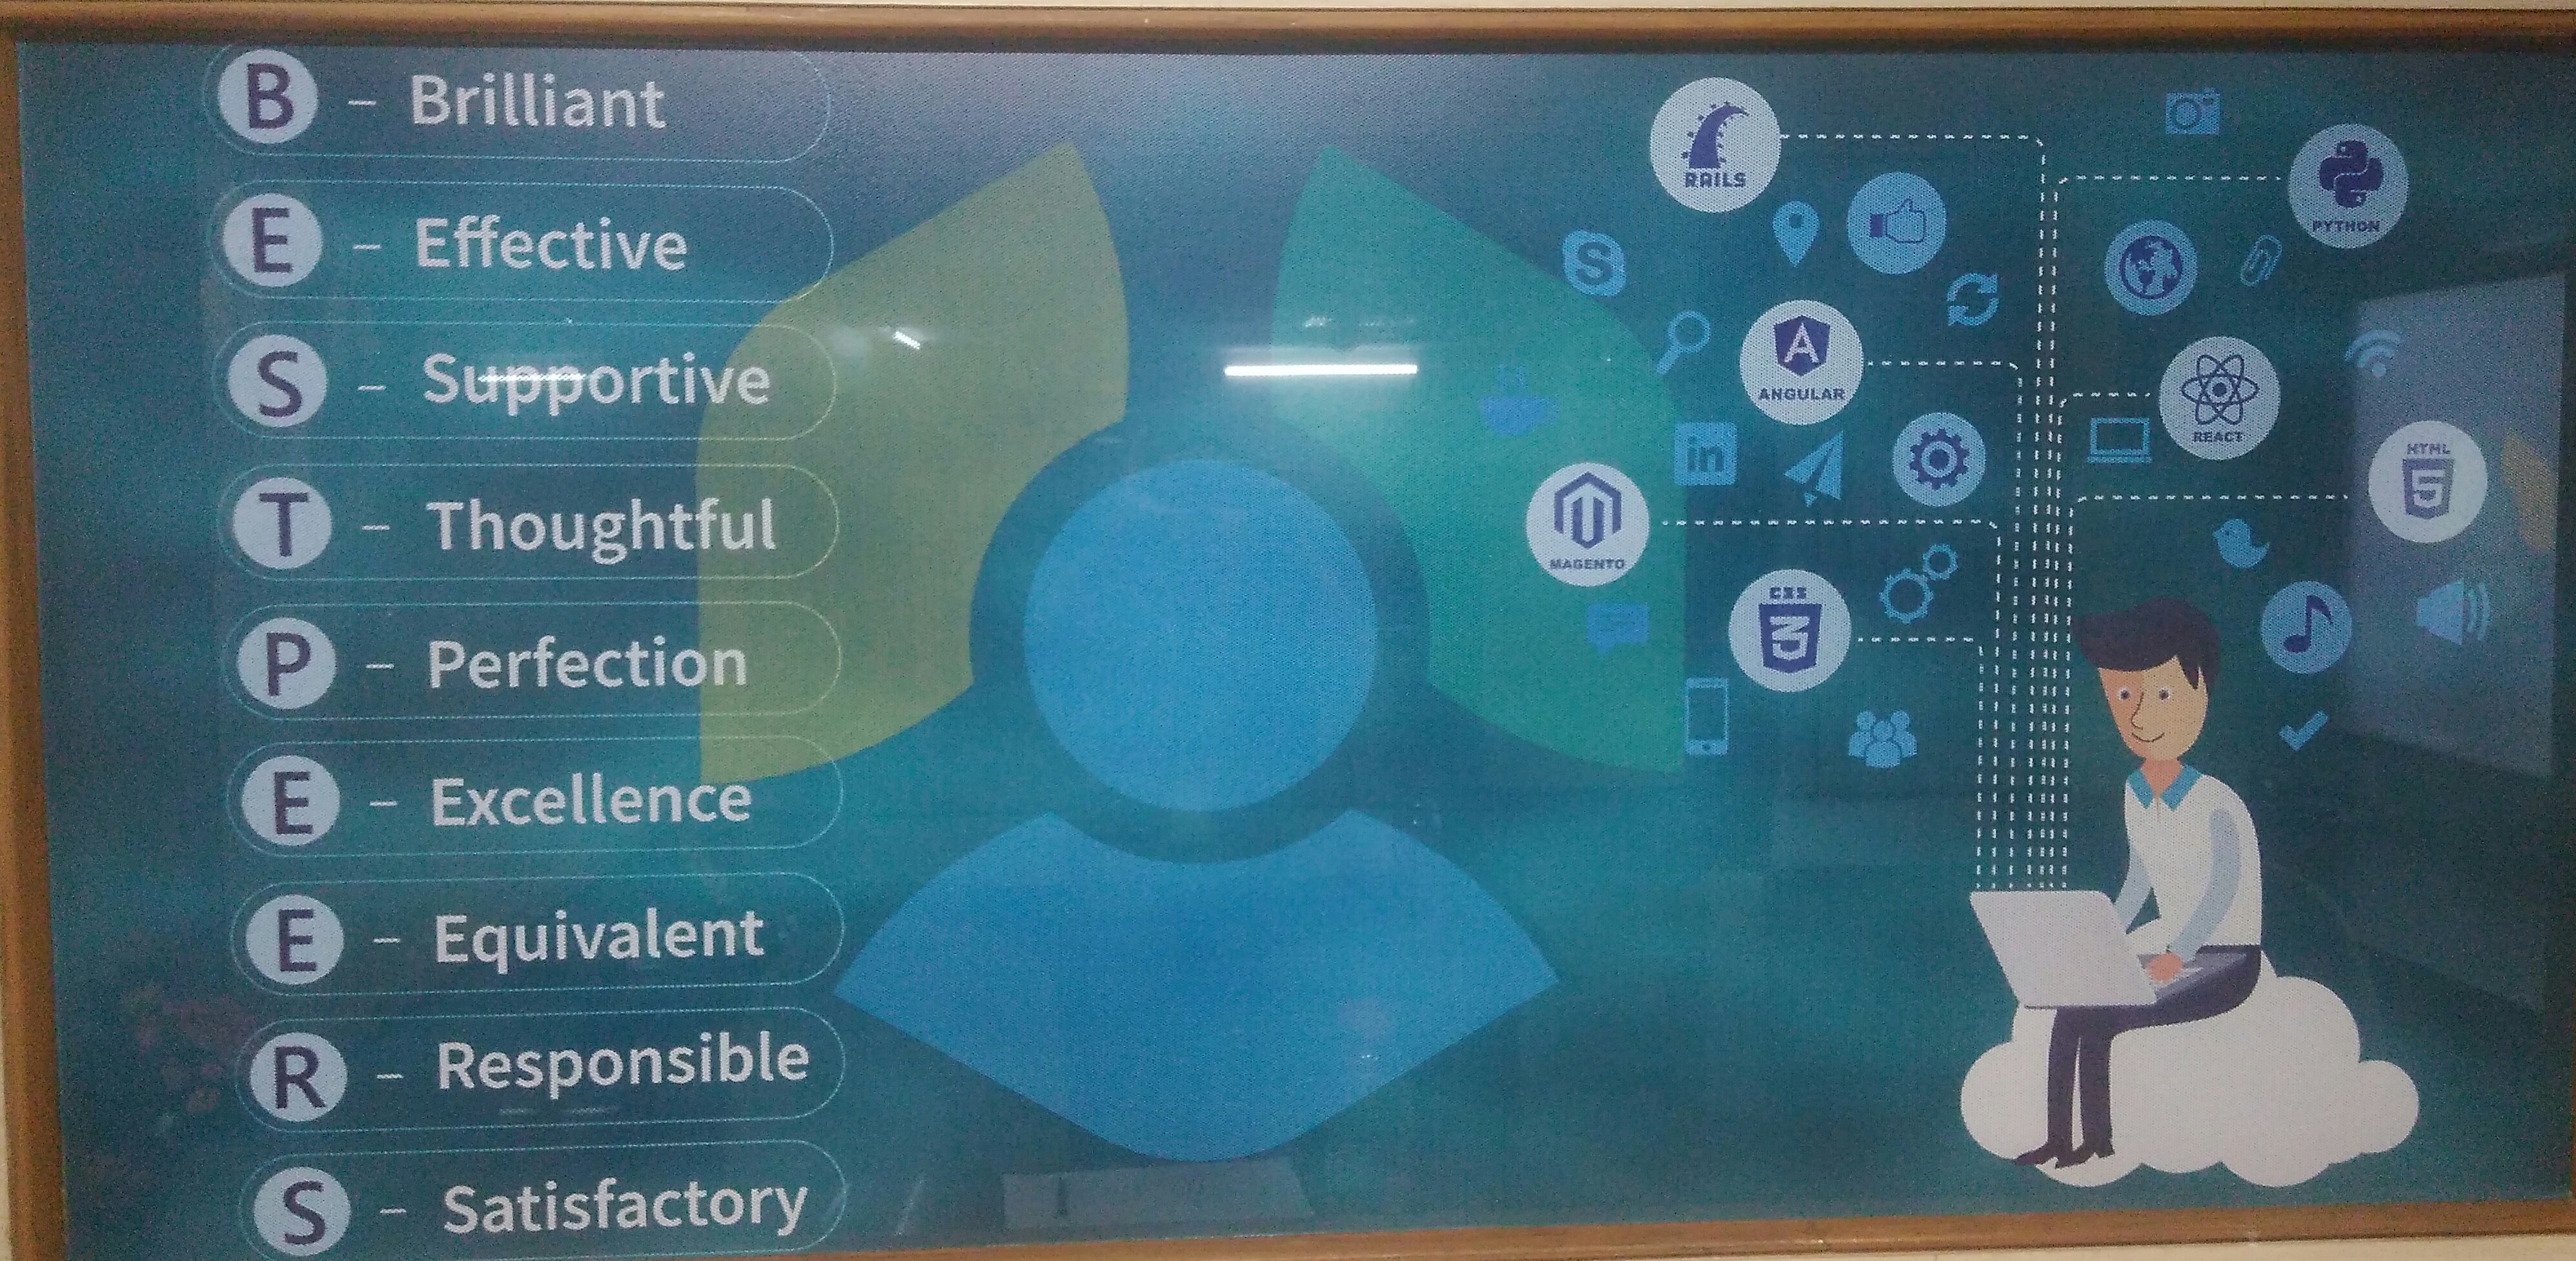 B – Brilliant
E – Effective
S – Supportive
T – Thoughtful
P – Perfection
E – Excellence
E – Equivalent
R – Responsible
S – Satisfactory
RAILS
PYTHON
S
A
ANGULAR
REACT
in
HTML
5
MAGENTO
CSS
3